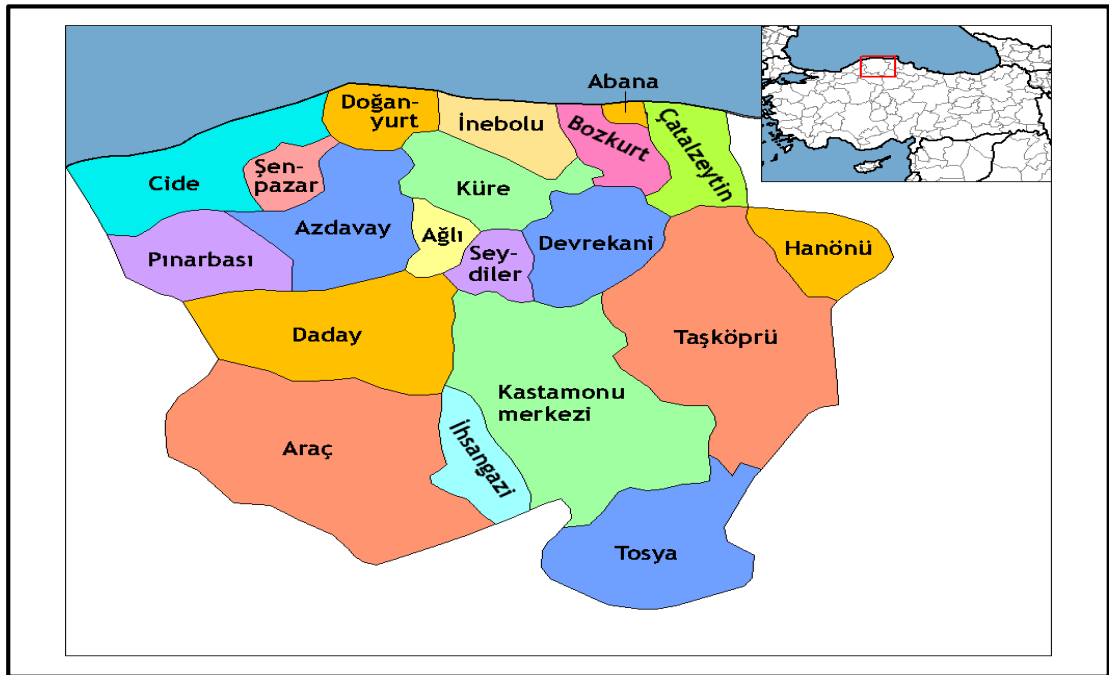 Abana
Doğan-
yurt
İnebolu
Bozkurt
Çatalzeytin
Cide
Şen-
pazar
Küre
Azdavay
Ağlı
Sey-
diler
Devrekani
Hanönü
Pınarbası
Daday
Taşköprü
Kastamonu
merkezi
Araç
İhsangazi
Tosya